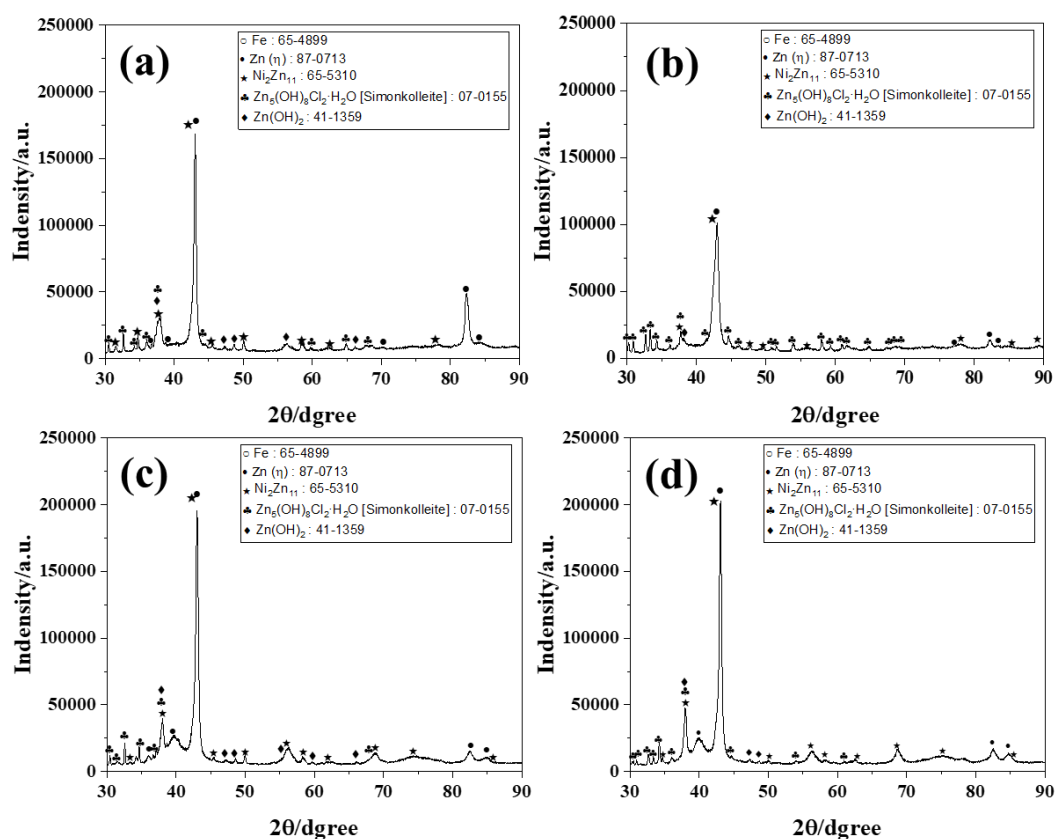 (a)
○ Fe : 65-4899
● Zn (η) : 87-0713
★ Ni₂Zn₁₁ : 65-5310
♣ Zn₅(OH)₈Cl₂·H₂O [Simonkolleite] : 07-0155
♦ Zn(OH)₂ : 41-1359
Indensity/a.u.
250000
200000
150000
100000
50000
0
30 40 50 60 70 80 90
2θ/dgree
(b)
○ Fe : 65-4899
● Zn (η) : 87-0713
★ Ni₂Zn₁₁ : 65-5310
♣ Zn₅(OH)₈Cl₂·H₂O [Simonkolleite] : 07-0155
♦ Zn(OH)₂ : 41-1359
Indensity/a.u.
250000
200000
150000
100000
50000
0
30 40 50 60 70 80 90
2θ/dgree
(c)
○ Fe : 65-4899
● Zn (η) : 87-0713
★ Ni₂Zn₁₁ : 65-5310
♣ Zn₅(OH)₈Cl₂·H₂O [Simonkolleite] : 07-0155
♦ Zn(OH)₂ : 41-1359
Indensity/a.u.
250000
200000
150000
100000
50000
0
30 40 50 60 70 80 90
2θ/dgree
(d)
○ Fe : 65-4899
● Zn (η) : 87-0713
★ Ni₂Zn₁₁ : 65-5310
♣ Zn₅(OH)₈Cl₂·H₂O [Simonkolleite] : 07-0155
♦ Zn(OH)₂ : 41-1359
Indensity/a.u.
250000
200000
150000
100000
50000
0
30 40 50 60 70 80 90
2θ/dgree